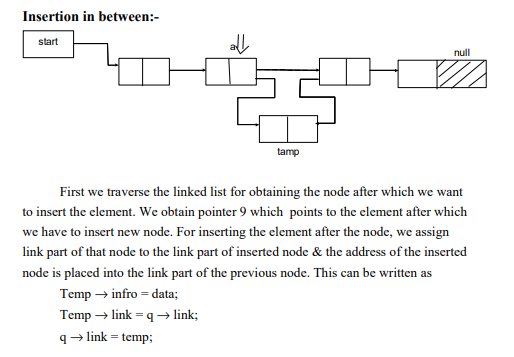 Insertion in between:-
start
a
null
tamp
First we traverse the linked list for obtaining the node after which we want
to insert the element. We obtain pointer 9 which points to the element after which
we have to insert new node. For inserting the element after the node, we assign
link part of that node to the link part of inserted node & the address of the inserted
node is placed into the link part of the previous node. This can be written as
Temp → infro = data;
Temp → link = q → link;
q → link = temp;